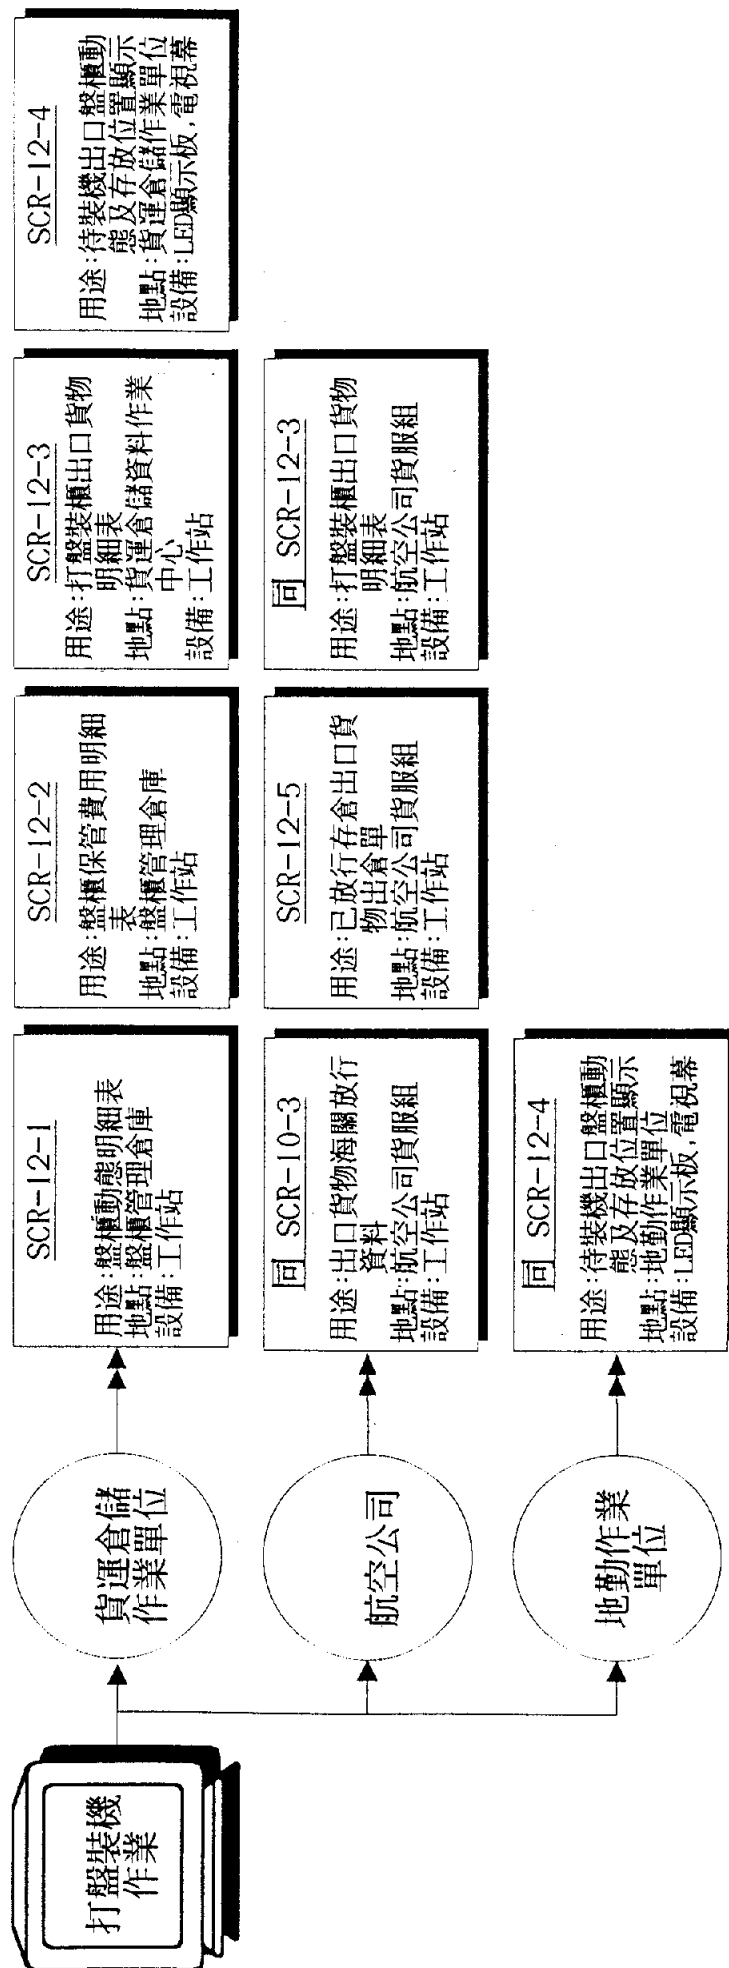 打盤裝機
作業
貨運倉儲
作業單位
SCR-12-1
用途:盤櫃動態明細表
地點:盤櫃管理倉庫
設備:工作站
SCR-12-2
用途:盤櫃保管費用明細
表
地點:盤櫃管理倉庫
設備:工作站
SCR-12-3
用途:打盤裝櫃出口貨物
明細表
地點:貨運倉儲資料作業
中心
設備:工作站
SCR-12-4
用途:待裝機出口盤櫃動
態及存放位置顯示
地點:貨運倉儲作業單位
設備:LED顯示板,電視幕
航空公司
同 SCR-10-3
用途:出口貨物海關放行
資料
地點:航空公司貨服組
設備:工作站
SCR-12-5
用途:已放行存倉出口貨
物出倉單
地點:航空公司貨服組
設備:工作站
同 SCR-12-3
用途:打盤裝櫃出口貨物
明細表
地點:航空公司貨服組
設備:工作站
地勤作業
單位
同 SCR-12-4
用途:待裝機出口盤櫃動
態及存放位置顯示
地點:地勤作業單位
設備:LED顯示板,電視幕